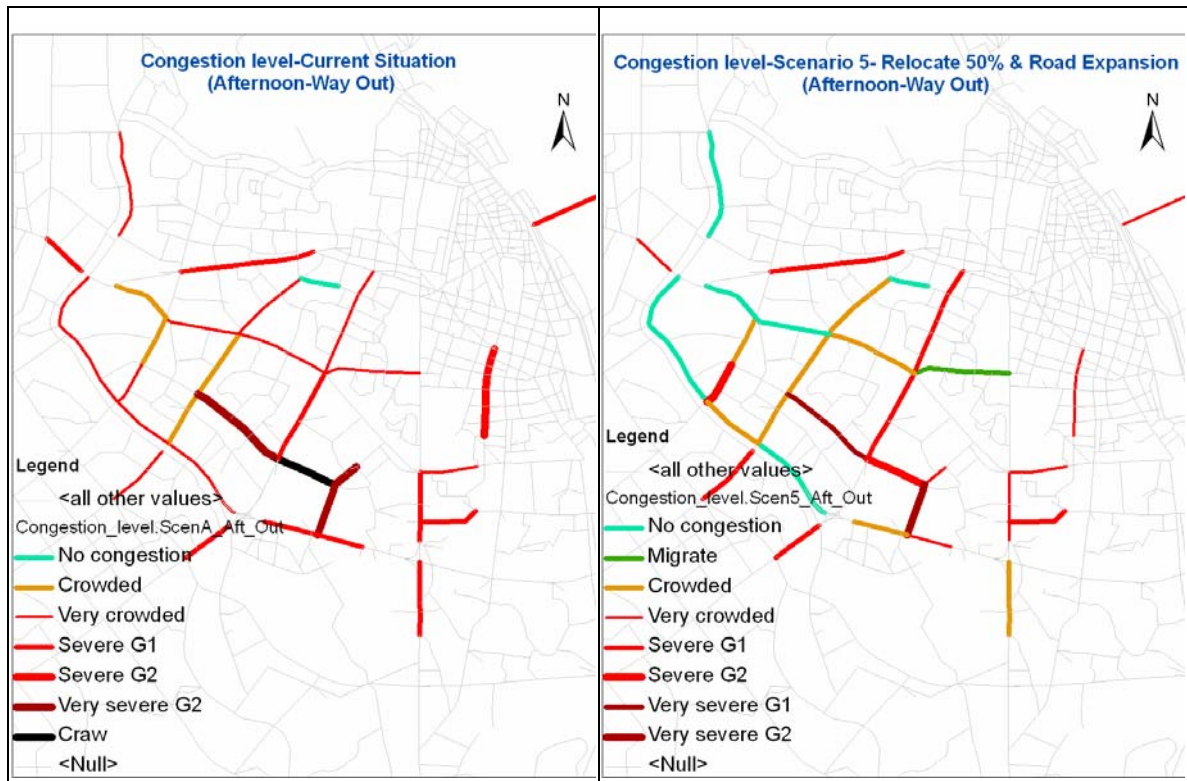 Congestion level-Current Situation
(Afternoon-Way Out)
N
Legend
<all other values>
Congestion_level.ScenA_Aft_Out
No congestion
Crowded
Very crowded
Severe G1
Severe G2
Very severe G2
Craw
<Null>
Congestion level-Scenario 5- Relocate 50% & Road Expansion
(Afternoon-Way Out)
N
Legend
<all other values>
Congestion_level.Scen5_Aft_Out
No congestion
Migrate
Crowded
Very crowded
Severe G1
Severe G2
Very severe G1
Very severe G2
<Null>